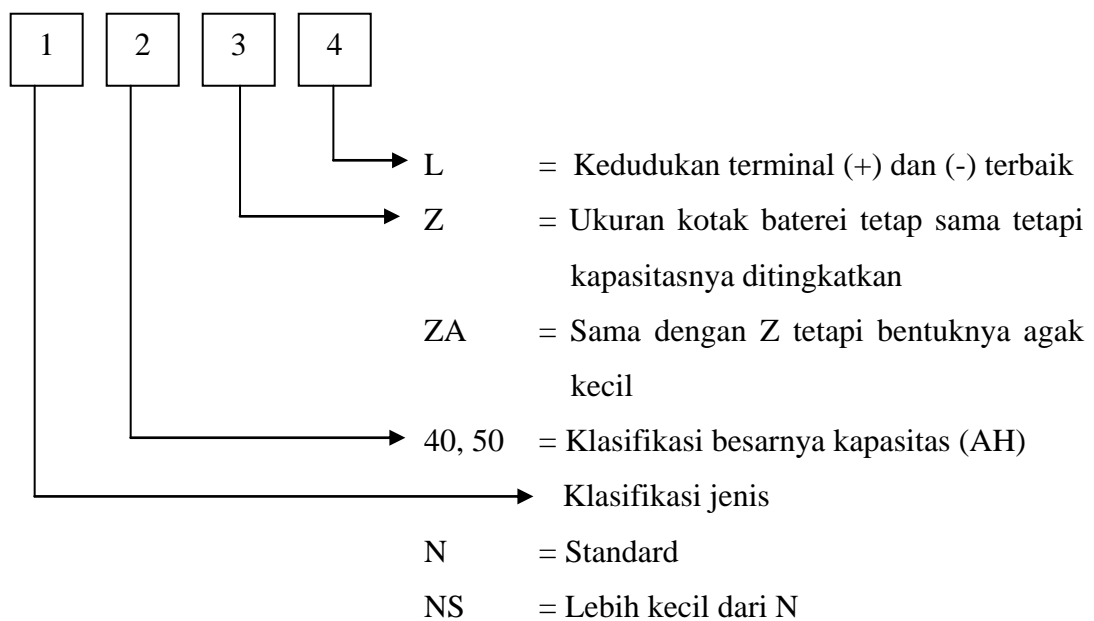 1 2 3 4
L = Kedudukan terminal (+) dan (-) terbaik
Z = Ukuran kotak baterei tetap sama tetapi
kapasitasnya ditingkatkan
ZA = Sama dengan Z tetapi bentuknya agak
kecil
40, 50 = Klasifikasi besarnya kapasitas (AH)
Klasifikasi jenis
N = Standard
NS = Lebih kecil dari N